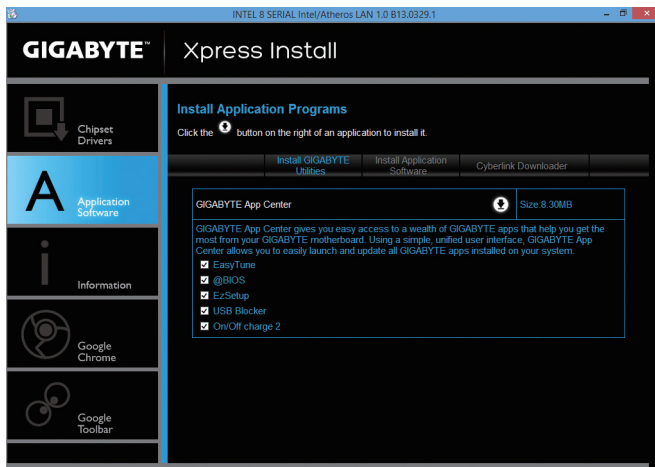 INTEL 8 SERIAL Intel/Atheros LAN 1.0 B13.0329.1
GIGABYTE™
Xpress Install
Chipset
Drivers
Application
Software
Information
Google
Chrome
Google
Toolbar
Install Application Programs
Click the button on the right of an application to install it.
Install GIGABYTE
Utilities
Install Application
Software
Cyberlink Downloader
GIGABYTE App Center
Size:8.30MB
GIGABYTE App Center gives you easy access to a wealth of GIGABYTE apps that help you get the
most from your GIGABYTE motherboard. Using a simple, unified user interface, GIGABYTE App
Center allows you to easily launch and update all GIGABYTE apps installed on your system.
EasyTune
@BIOS
EzSetup
USB Blocker
On/Off charge 2